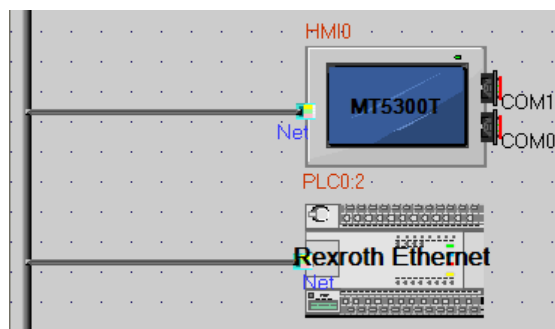 HMI0
MT5300T
COM1
Net
COM0
PLC0:2
Rexroth Ethernet
Net